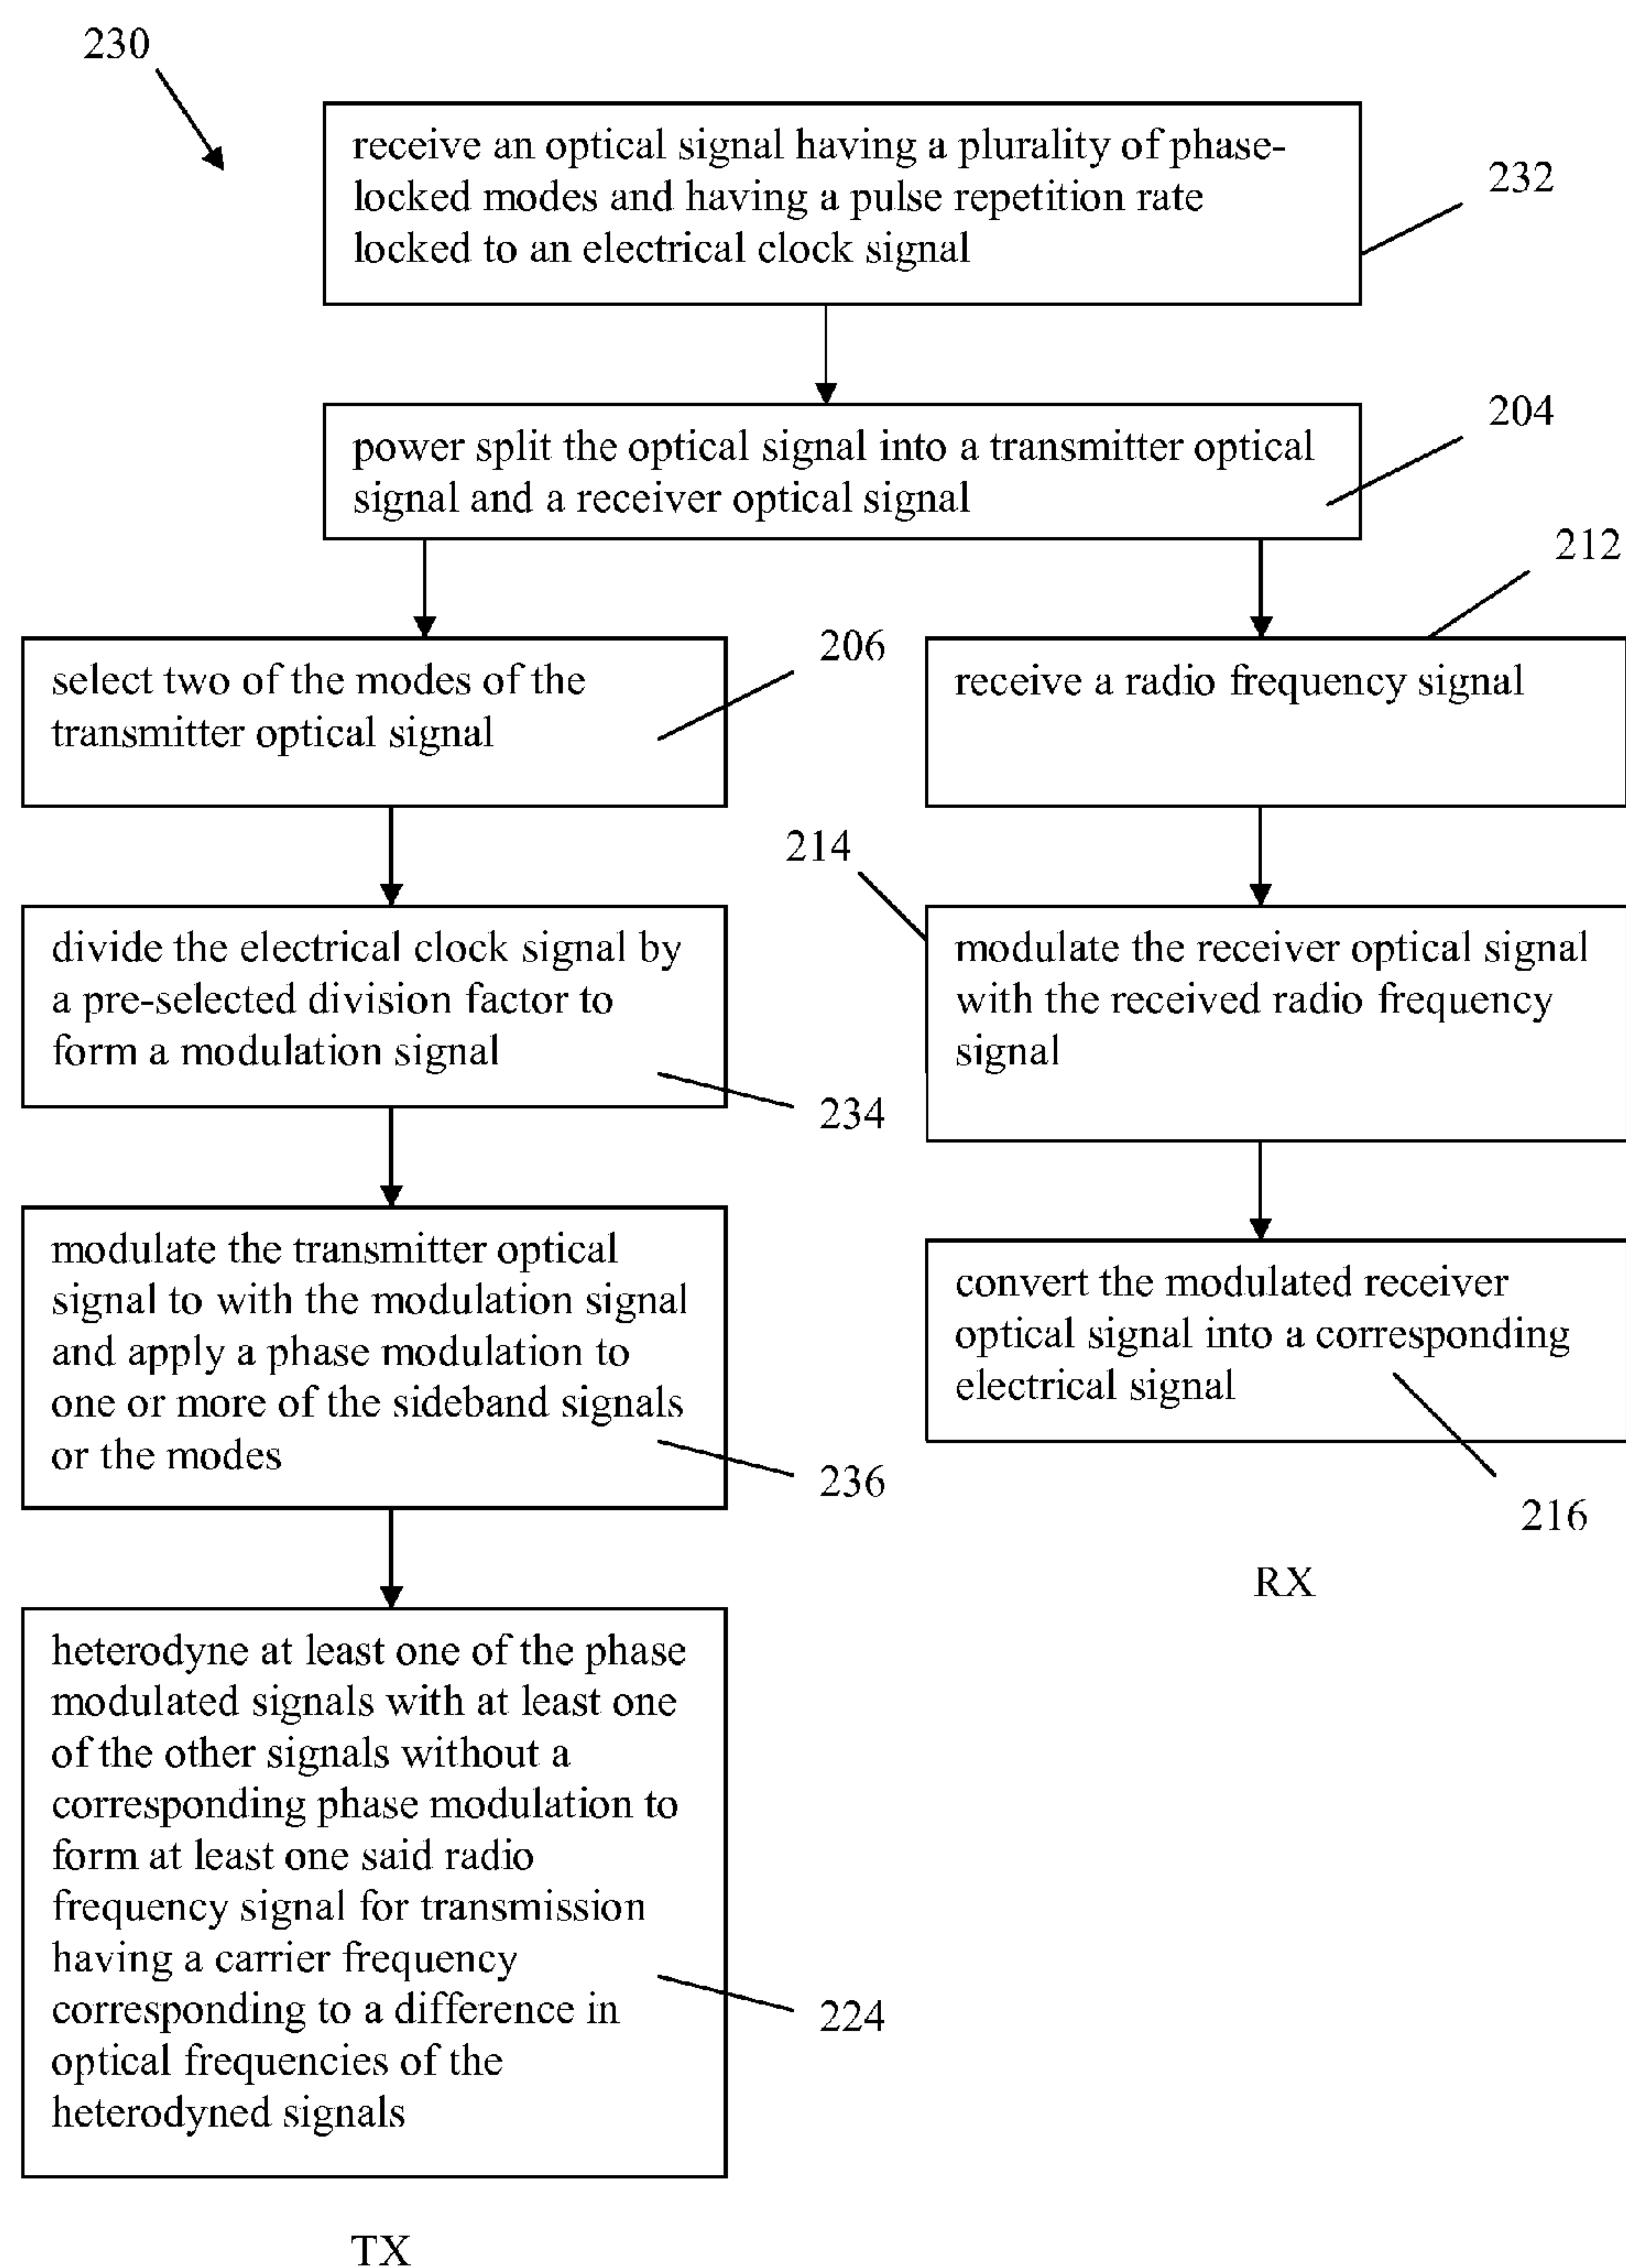 230
receive an optical signal having a plurality of phase-
locked modes and having a pulse repetition rate
locked to an electrical clock signal
232
power split the optical signal into a transmitter optical
signal and a receiver optical signal
204
select two of the modes of the
transmitter optical signal
206
divide the electrical clock signal by
a pre-selected division factor to
form a modulation signal
234
modulate the transmitter optical
signal to with the modulation signal
and apply a phase modulation to
one or more of the sideband signals
or the modes
236
heterodyne at least one of the phase
modulated signals with at least one
of the other signals without a
corresponding phase modulation to
form at least one said radio
frequency signal for transmission
having a carrier frequency
corresponding to a difference in
optical frequencies of the
heterodyned signals
224
TX
212
receive a radio frequency signal
214
modulate the receiver optical signal
with the received radio frequency
signal
convert the modulated receiver
optical signal into a corresponding
electrical signal
216
RX